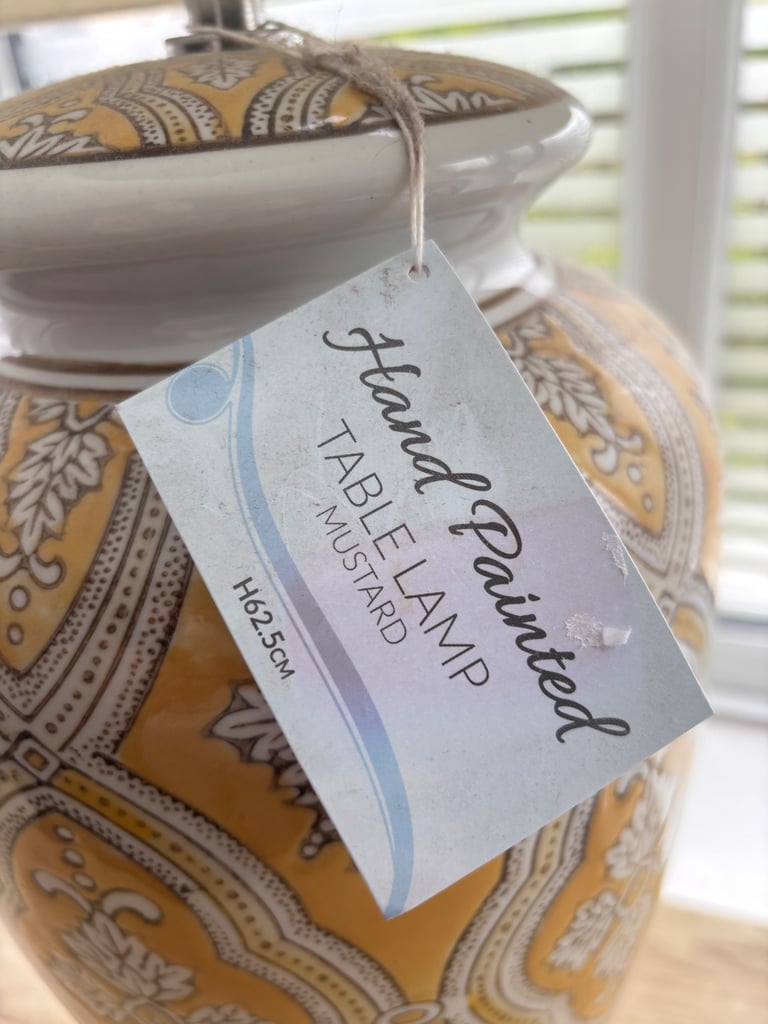 Hand Painted
TABLE LAMP
MUSTARD
H62.5CM